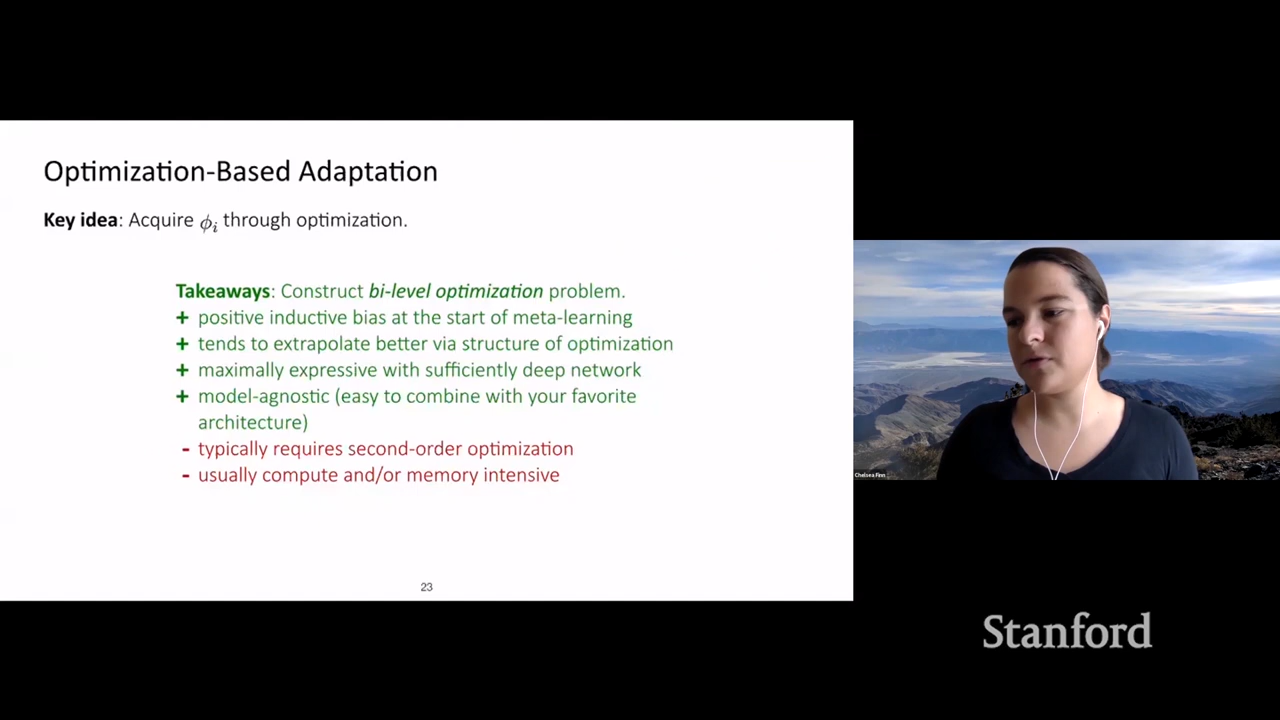 Optimization-Based Adaptation
Key idea: Acquire ϕᵢ through optimization.
Takeaways: Construct bi-level optimization problem.
+ positive inductive bias at the start of meta-learning
+ tends to extrapolate better via structure of optimization
+ maximally expressive with sufficiently deep network
+ model-agnostic (easy to combine with your favorite
architecture)
- typically requires second-order optimization
- usually compute and/or memory intensive
23
Chelsea Finn
Stanford